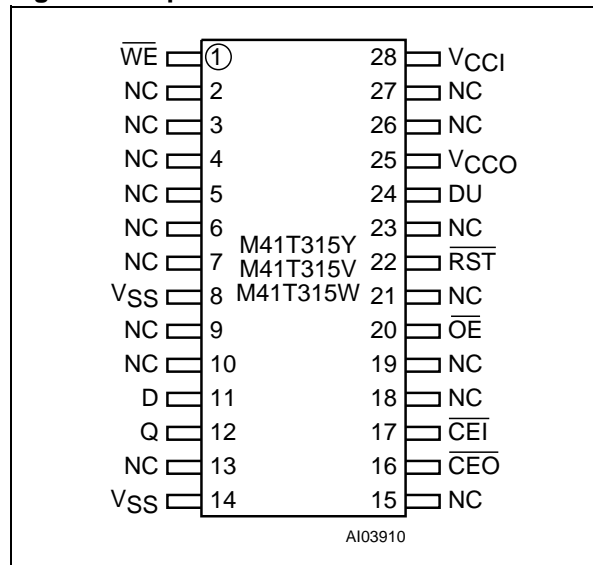 WE 1 28 VCCI
NC 2 27 NC
NC 3 26 NC
NC 4 25 VCCO
NC 5 24 DU
NC 6 23 NC
M41T315Y
NC 7 M41T315V 22 RST
VSS 8 M41T315W 21 NC
NC 9 20 OE
NC 10 19 NC
D 11 18 NC
Q 12 17 CEI
NC 13 16 CEO
VSS 14 15 NC
AI03910